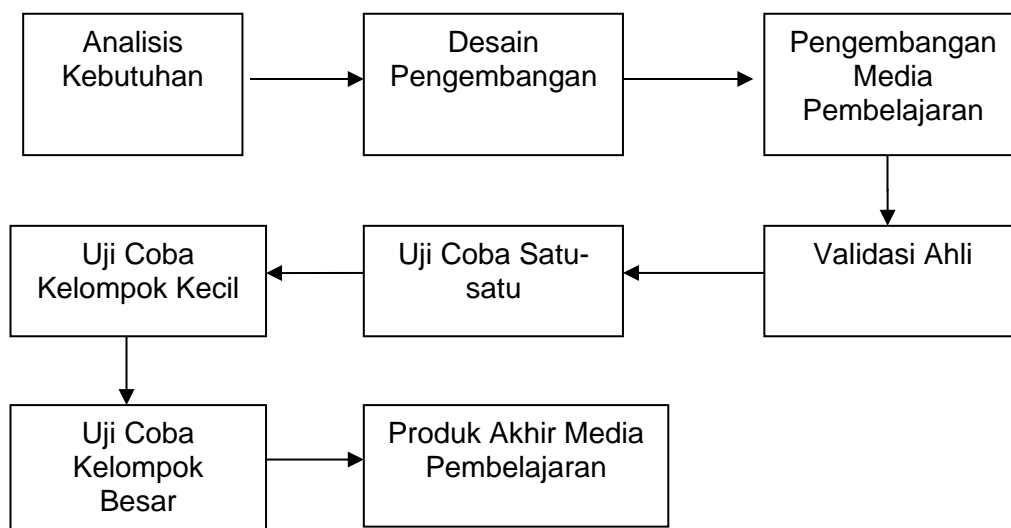 Analisis
Kebutuhan
Desain
Pengembangan
Pengembangan
Media
Pembelajaran
Validasi Ahli
Uji Coba Satu-
satu
Uji Coba
Kelompok Kecil
Uji Coba
Kelompok
Besar
Produk Akhir Media
Pembelajaran